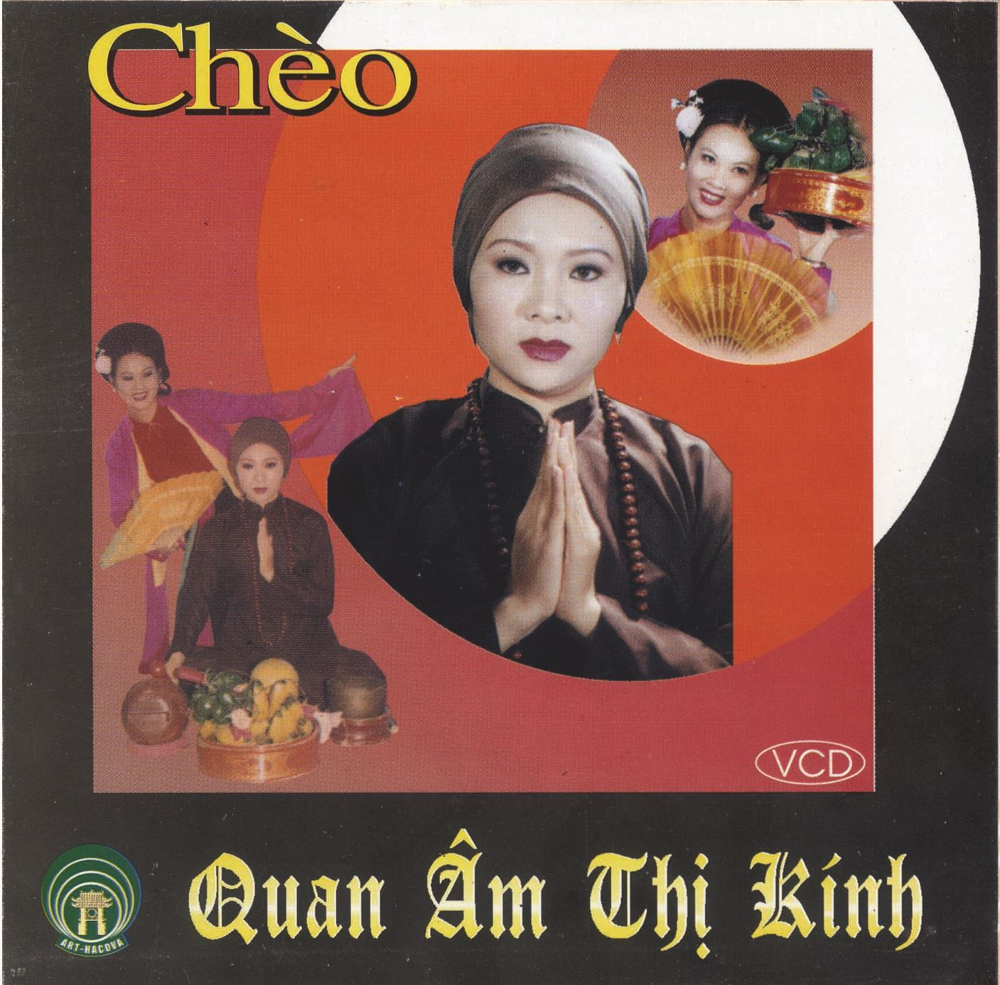 Chèo
VCD
Quan Âm Thị Kính
ART-HACOVA